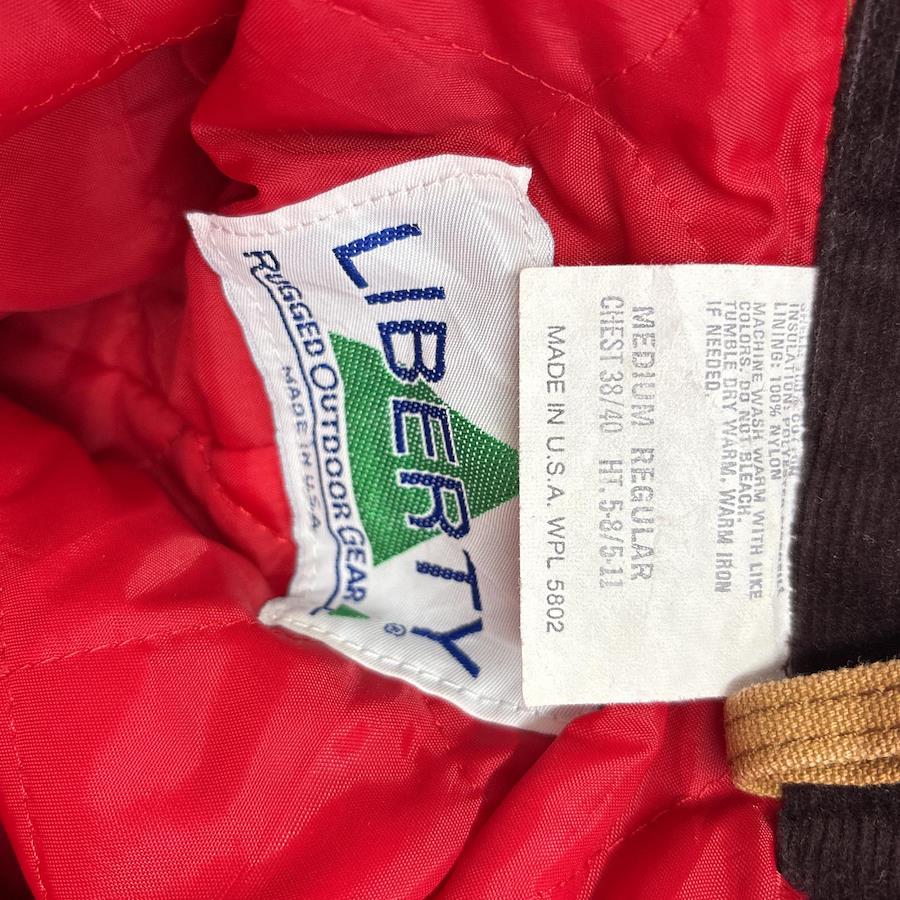 LIBERTY
®
RUGGED OUTDOOR GEAR
MADE IN U.S.A.
LINING: 100% NYLON
MACHINE WASH WARM WITH LIKE
COLORS. DO NOT BLEACH.
TUMBLE DRY WARM. WARM IRON
IF NEEDED.
MEDIUM REGULAR
CHEST 38/40 HT. 5-8/5-11
MADE IN U.S.A. WPL 5802